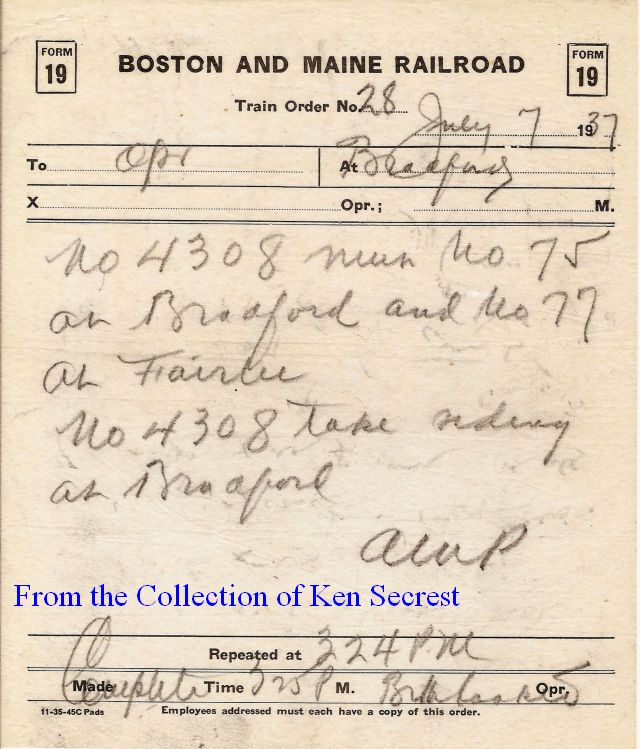 FORM 19 BOSTON AND MAINE RAILROAD FORM 19
Train Order No. 28
July 7 1937
To Opr At Bradford
X Opr.; M.
No 4308 meet No 75
at Bradford and No 77
at Fairlee
No 4308 take siding
at Bradford
From the Collection of Ken Secrest
Repeated at 324 PM
Made Complete Time 325 P M. Opr.
11-35-45C Pads Employees addressed must each have a copy of this order.